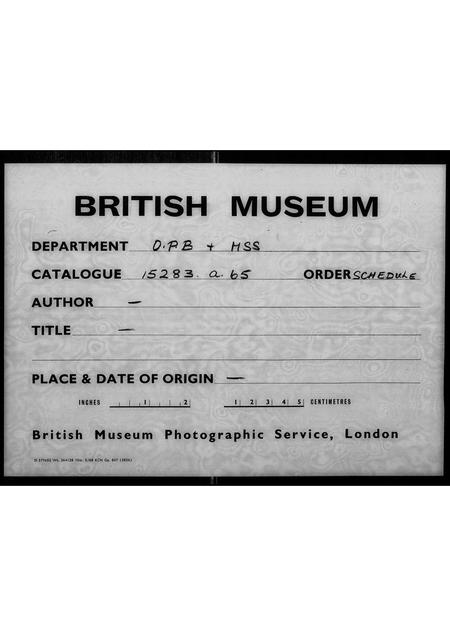 BRITISH MUSEUM
DEPARTMENT O.P.B + MSS
CATALOGUE 15283. a. 65 ORDER SCHEDULE
AUTHOR —
TITLE —
PLACE & DATE OF ORIGIN —
INCHES 1 2 1 2 3 4 5 CENTIMETRES
British Museum Photographic Service, London